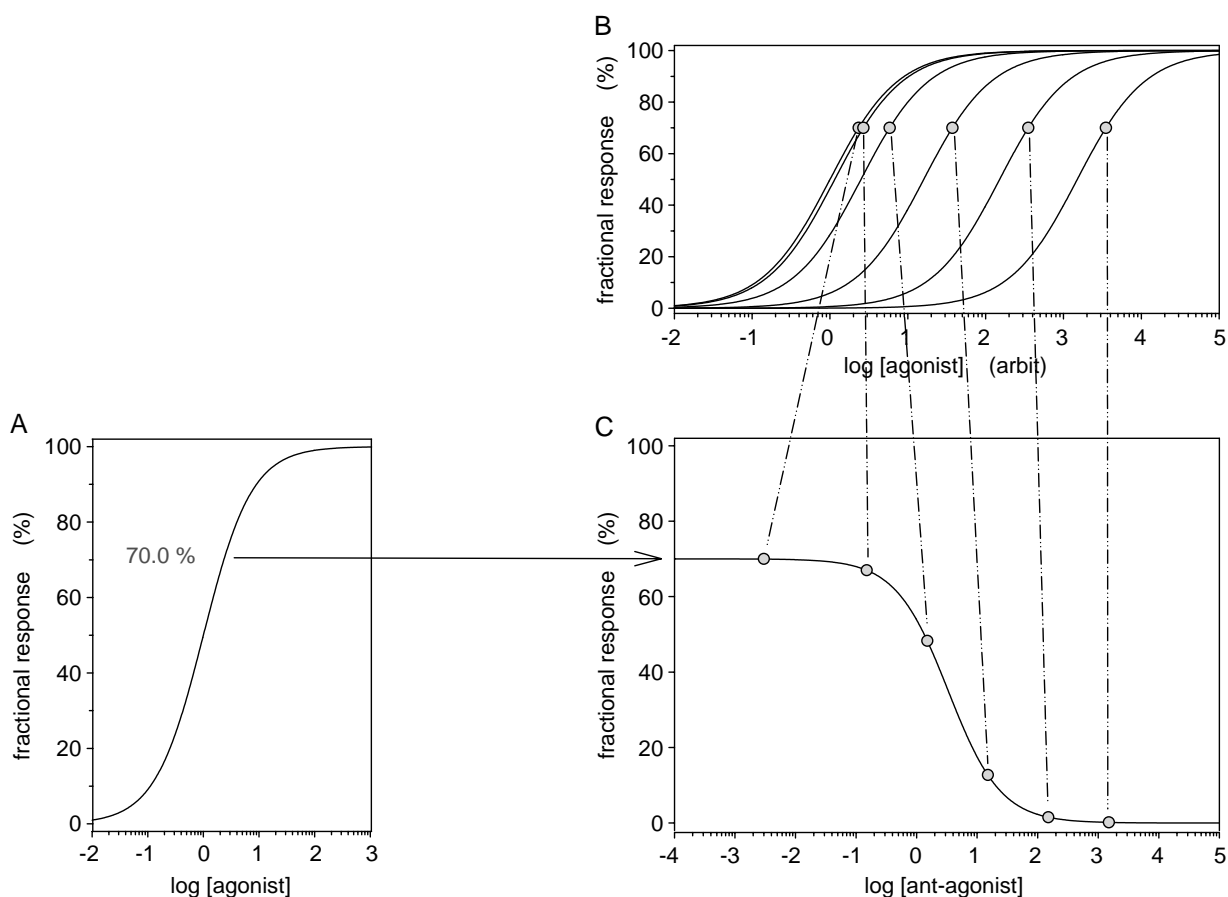 B
100
80
60
40
20
0
fractional response (%)
-2 -1 0 1 2 3 4 5
log [agonist] (arbit)
A
100
80
60
40
20
0
fractional response (%)
70.0 %
-2 -1 0 1 2 3
log [agonist]
C
100
80
60
40
20
0
fractional response (%)
-4 -3 -2 -1 0 1 2 3 4 5
log [ant-agonist]